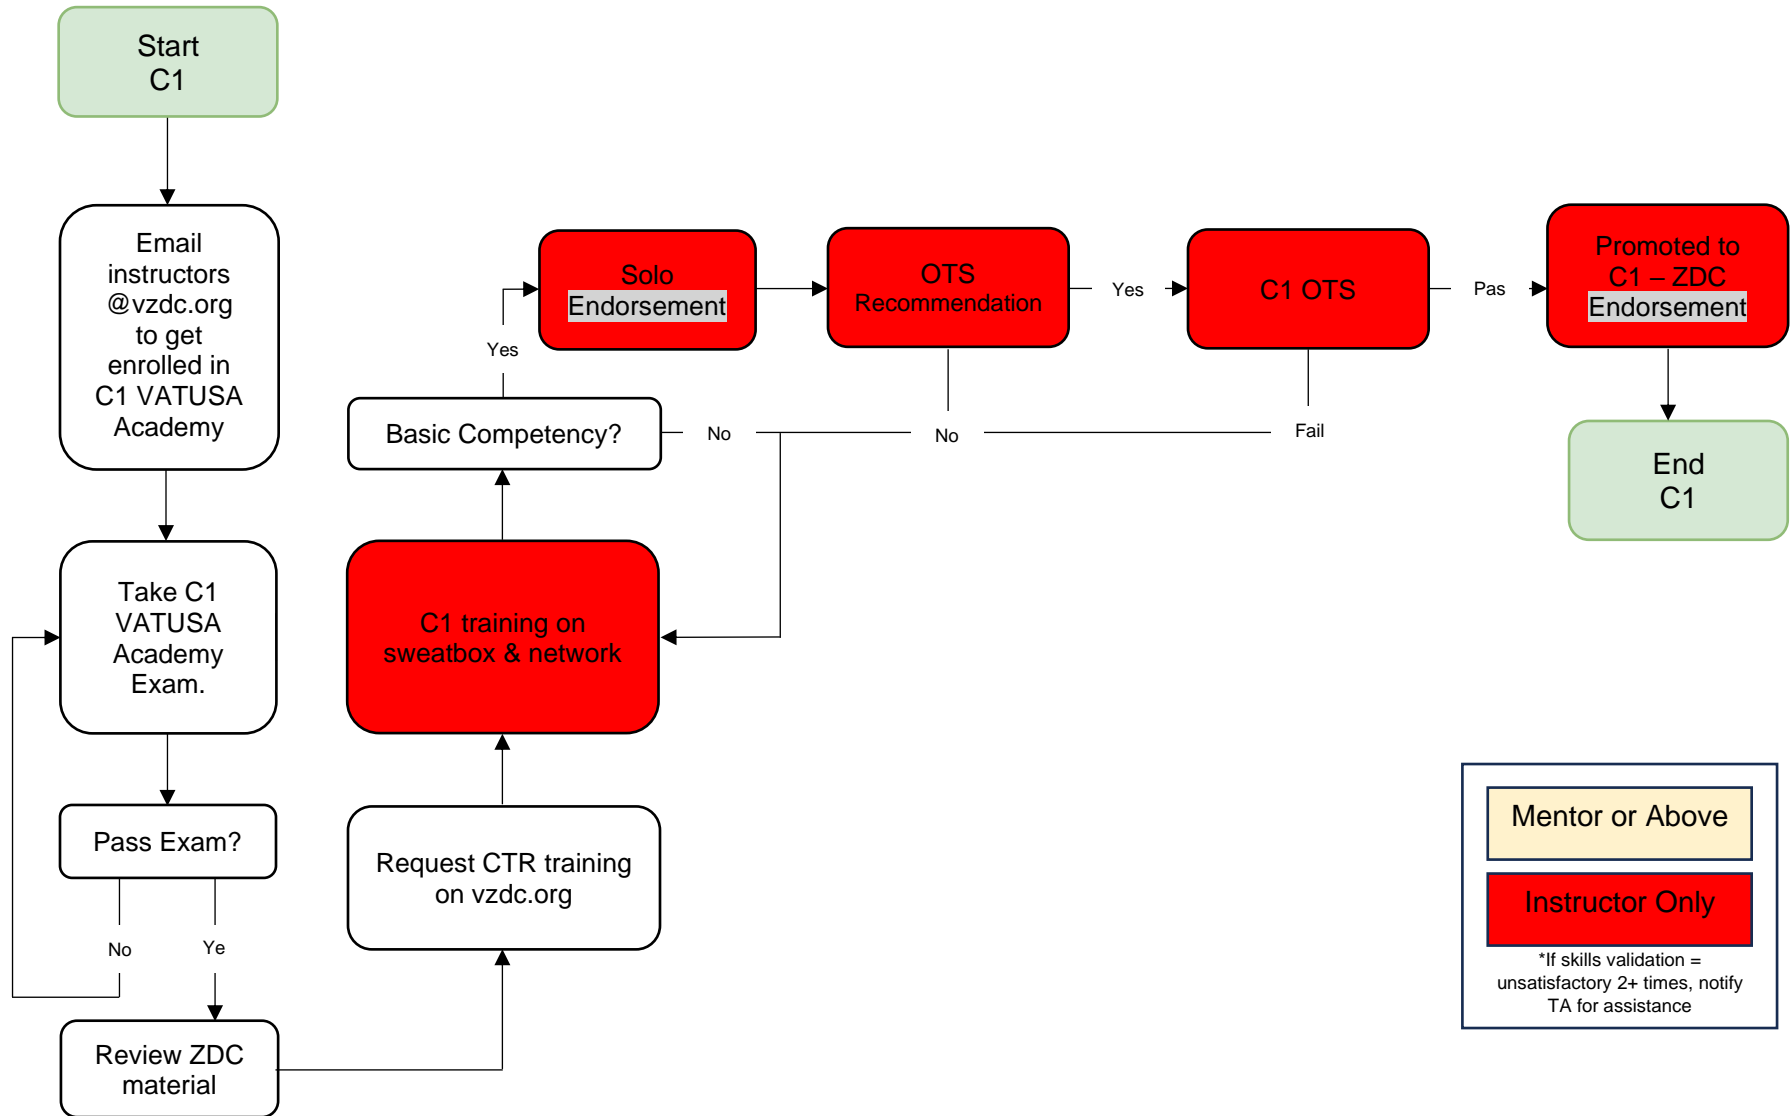 Start
C1
Email
instructors
@vzdc.org
to get
enrolled in
C1 VATUSA
Academy
Take C1
VATUSA
Academy
Exam.
Pass Exam?
No
Ye
Review ZDC
material
Request CTR training
on vzdc.org
C1 training on
sweatbox & network
Basic Competency?
Yes
No
Solo
Endorsement
OTS
Recommendation
Yes
No
C1 OTS
Pas
Fail
Promoted to
C1 – ZDC
Endorsement
End
C1
Mentor or Above
Instructor Only
*If skills validation =
unsatisfactory 2+ times, notify
TA for assistance